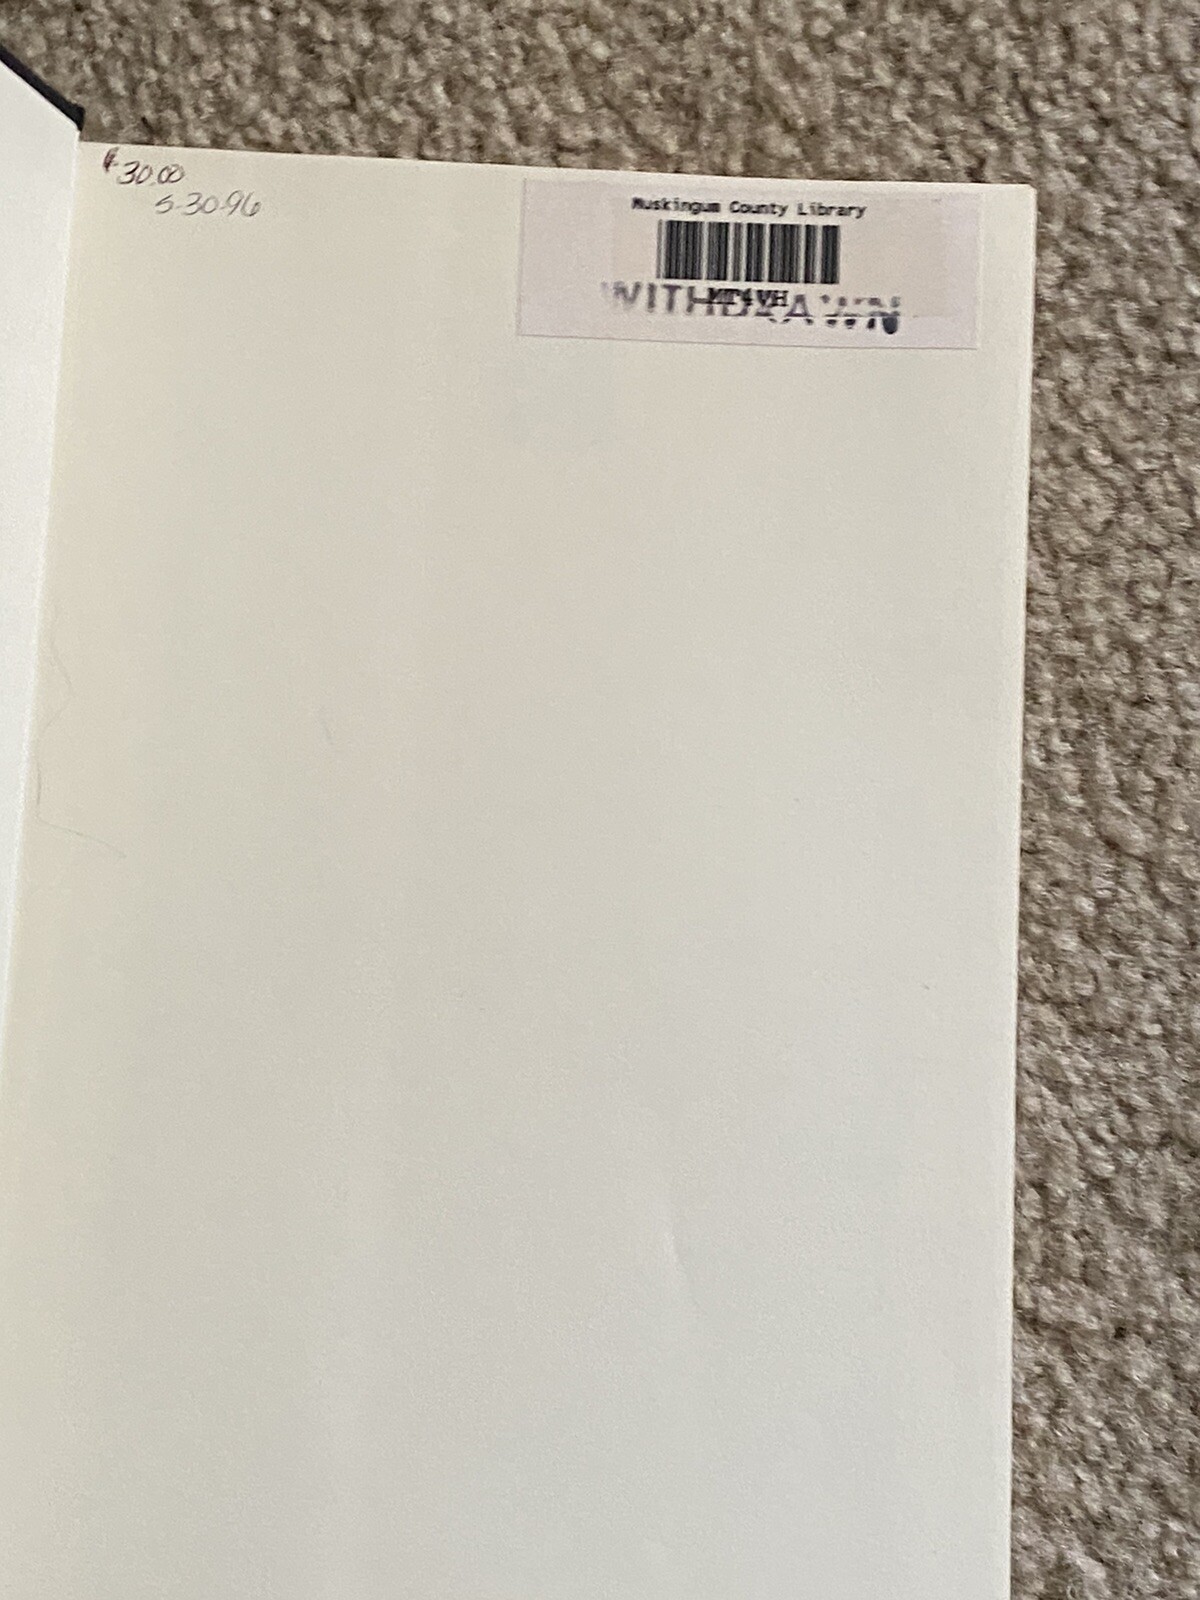 $30.00
5-30-96
Muskingum County Library
WITHDRAWN